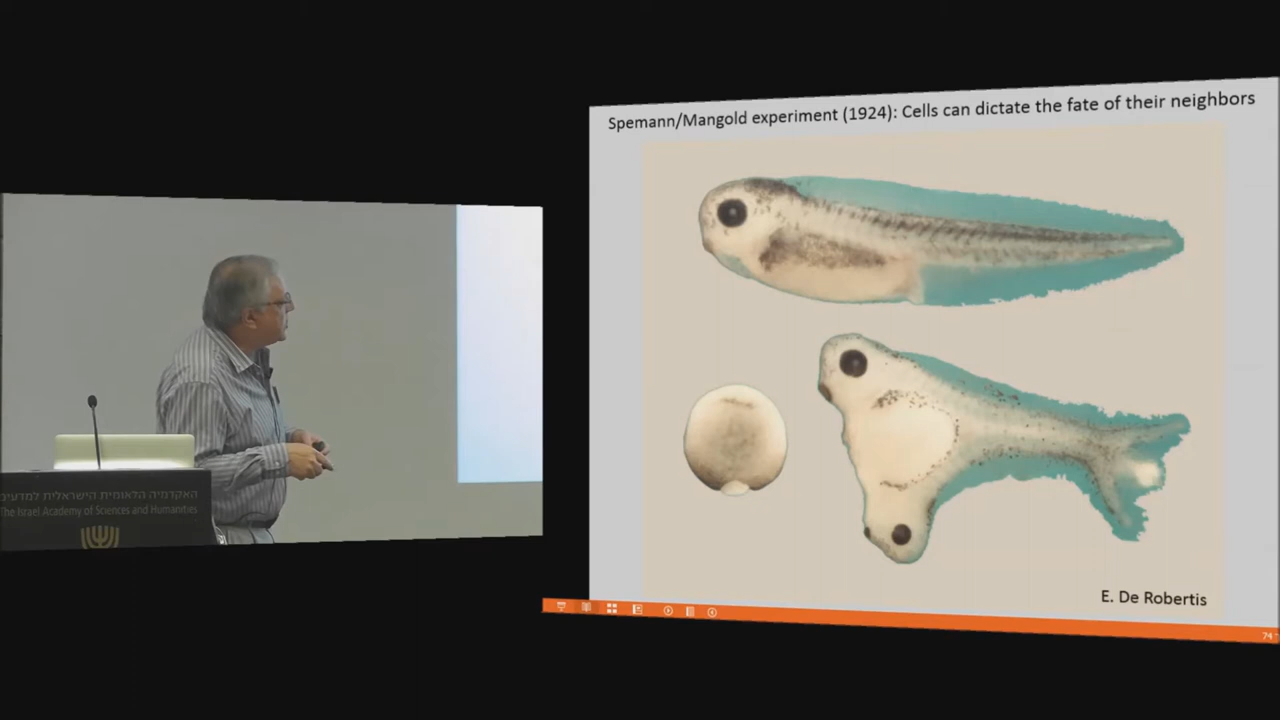 Spemann/Mangold experiment (1924): Cells can dictate the fate of their neighbors
האקדמיה הלאומית הישראלית למדעים
The Israel Academy of Sciences and Humanities
E. De Robertis
74